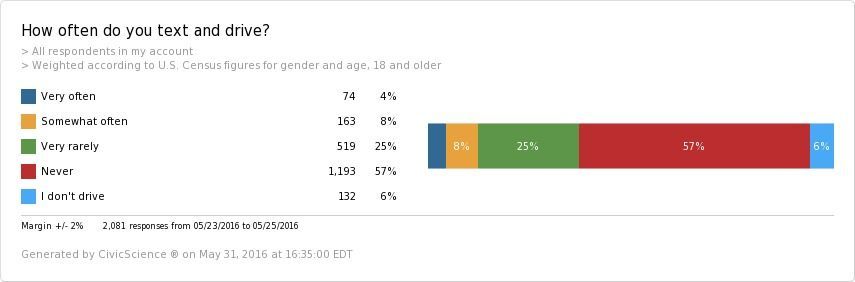 How often do you text and drive?
> All respondents in my account
> Weighted according to U.S. Census figures for gender and age, 18 and older
Very often 74 4%
Somewhat often 163 8%
Very rarely 519 25%
Never 1,193 57%
I don't drive 132 6%
8% 25% 57% 6%
Margin +/- 2% 2,081 responses from 05/23/2016 to 05/25/2016
Generated by CivicScience ® on May 31, 2016 at 16:35:00 EDT